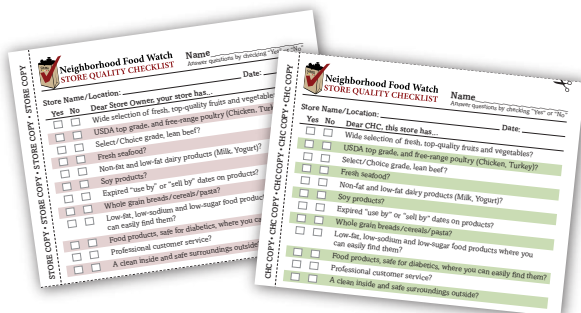 STORE COPY • STORE COPY • STORE COPY • STORE COPY
Neighborhood Food Watch
STORE QUALITY CHECKLIST
Name
Answer questions by checking "Yes" or "No"
Store Name/Location:
Date:
Yes No Dear Store Owner, your store has...
Wide selection of fresh, top-quality fruits and vegetables
USDA top grade, and free-range poultry (Chicken, Turk
Select/Choice grade, lean beef?
Fresh seafood?
Non-fat and low-fat dairy products (Milk, Yogurt)?
Soy products?
Expired "use by" or "sell by" dates on products?
Whole grain breads/cereals/pasta?
Low-fat, low-sodium and low-sugar food products
can easily find them?
Food products, safe for diabetics, where you can
Professional customer service?
A clean inside and safe surroundings outside
CHC COPY • CHC COPY • CHCCOPY • CHC COPY • CHC COPY
Neighborhood Food Watch
STORE QUALITY CHECKLIST
Name
Answer questions by checking "Yes" or "No"
Store Name/Location:
Date:
Yes No Dear CHC, this store has...
Wide selection of fresh, top-quality fruits and vegetables?
USDA top grade, and free-range poultry (Chicken, Turkey)?
Select/Choice grade, lean beef?
Fresh seafood?
Non-fat and low-fat dairy products (Milk, Yogurt)?
Soy products?
Expired "use by" or "sell by" dates on products?
Whole grain breads/cereals/pasta?
Low-fat, low-sodium and low-sugar food products where you
can easily find them?
Food products, safe for diabetics, where you can easily find them?
Professional customer service?
A clean inside and safe surroundings outside?